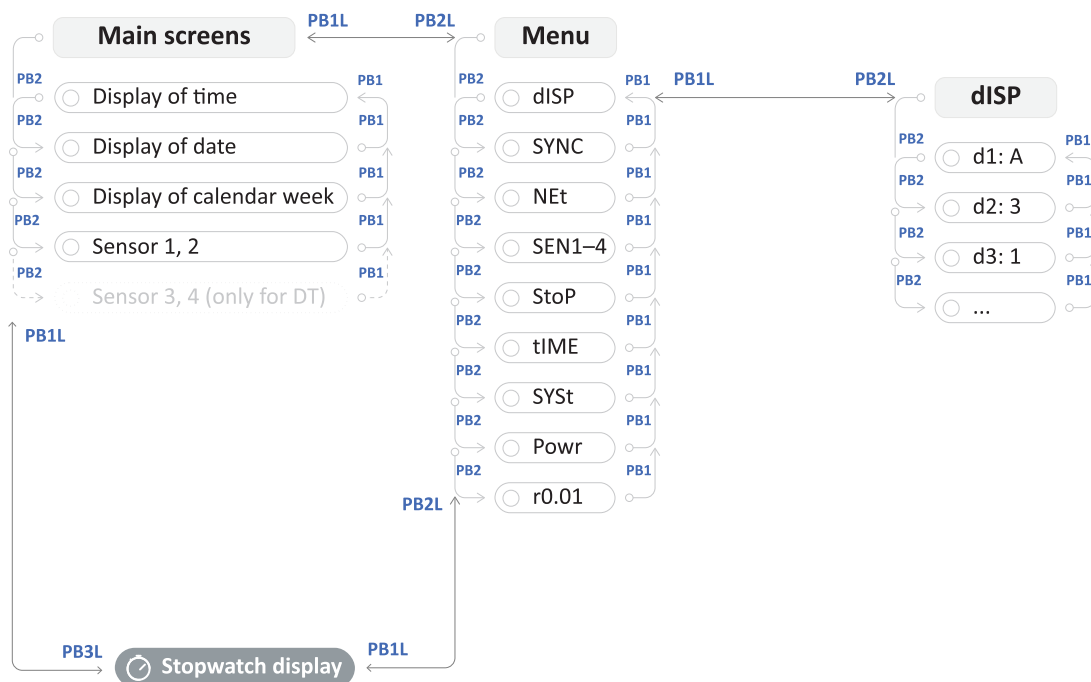 PB1L
PB2L
Main screens
Menu
PB2
PB1
PB2
PB1
PB1L
PB2L
Display of time
dISP
dISP
PB2
PB1
PB2
PB2
PB1
Display of date
SYNC
d1: A
PB2
PB1
PB2
PB1
PB2
PB1
Display of calendar week
NEt
d2: 3
PB2
PB1
PB2
PB1
PB2
PB1
Sensor 1, 2
SEN1–4
d3: 1
PB2
PB1
PB2
PB1
PB2
PB1
Sensor 3, 4 (only for DT)
StoP
...
PB1L
PB2
PB1
tIME
PB2
PB1
SYSt
PB2
PB1
Powr
PB2
PB1
r0.01
PB2L
PB3L
PB1L
Stopwatch display